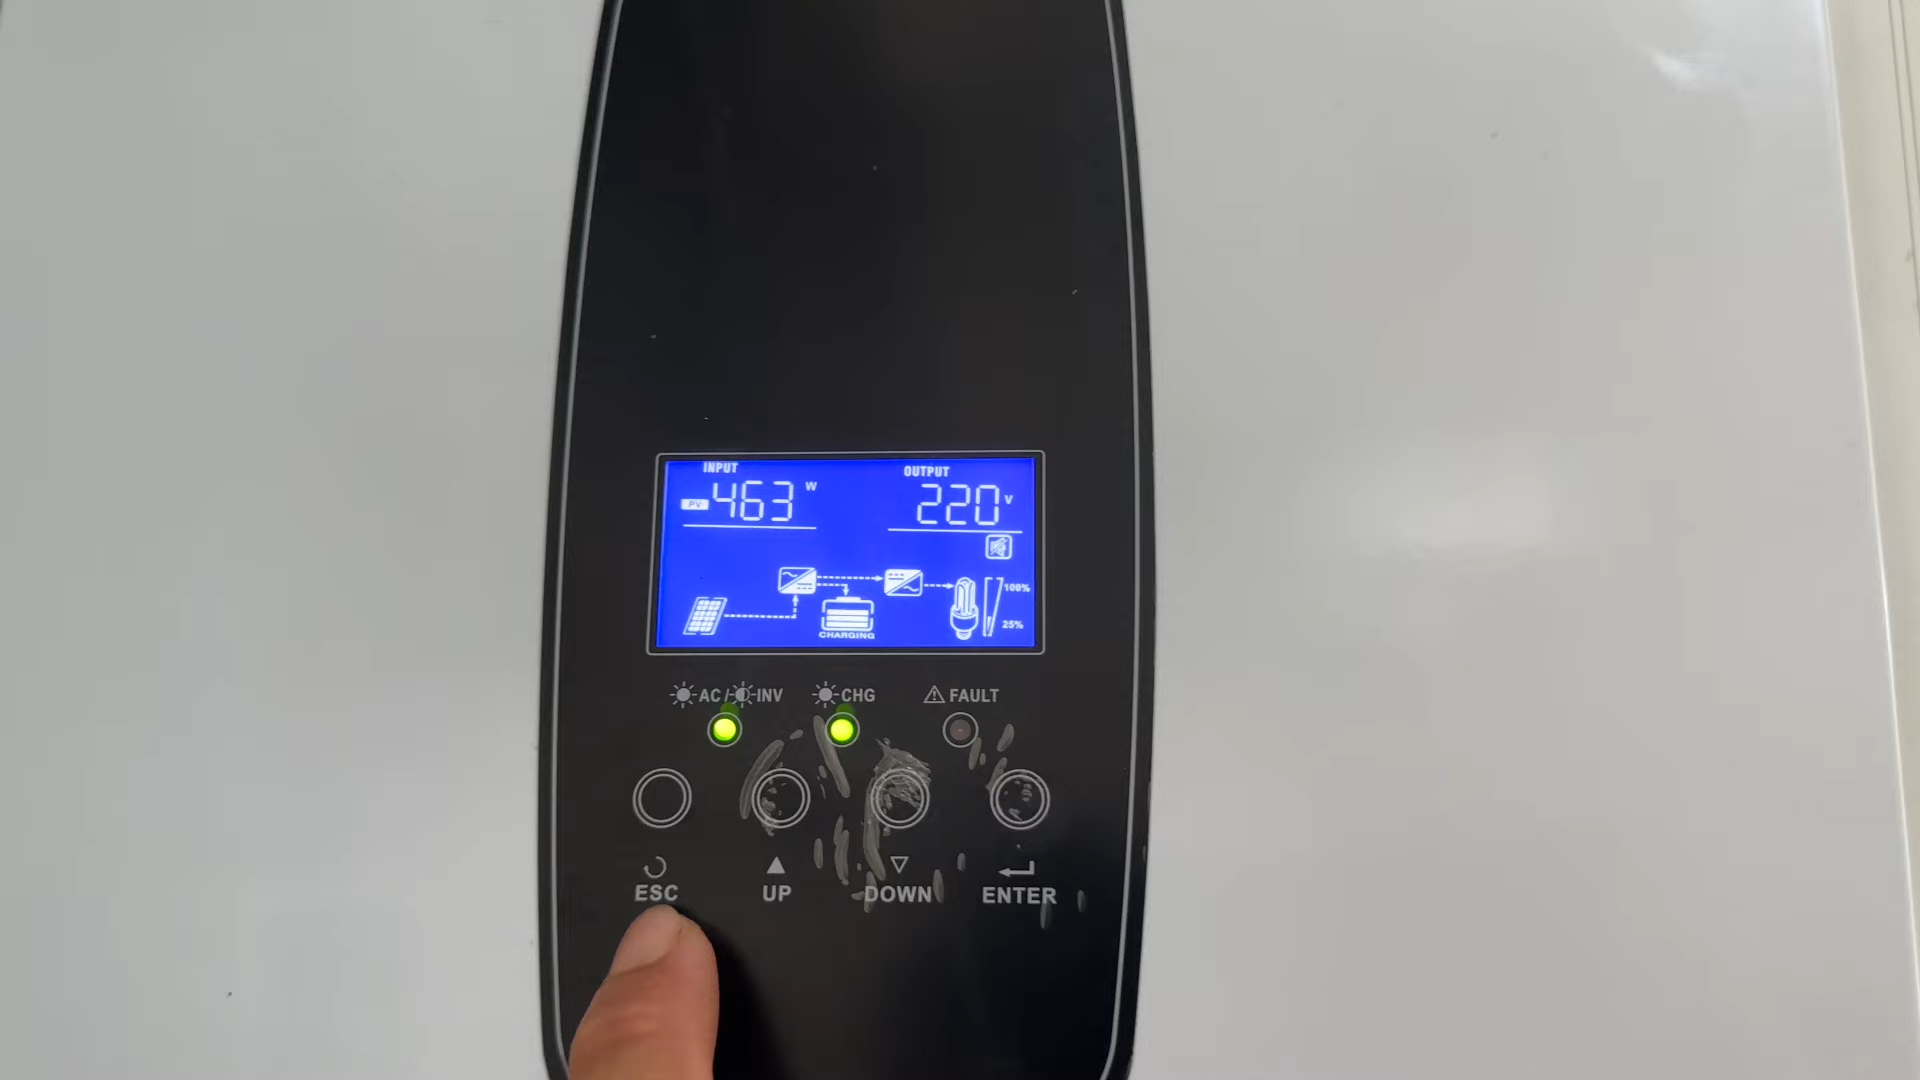 INPUT OUTPUT
PV 463 W 220 V
100%
25%
CHARGING
AC / INV CHG FAULT
ESC UP DOWN ENTER